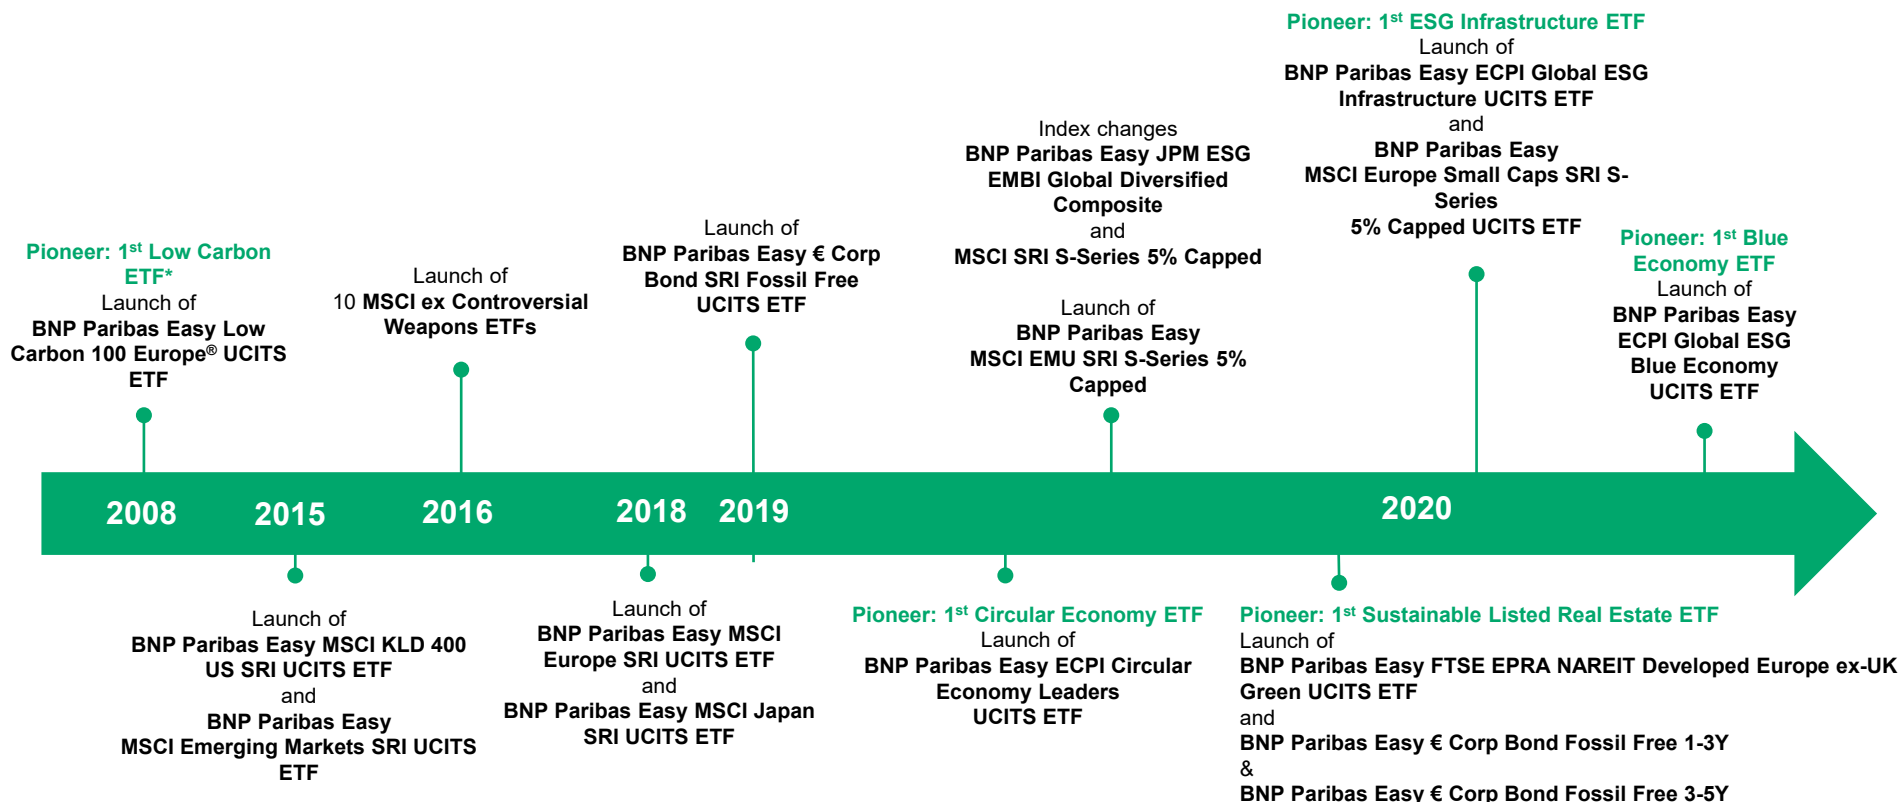 Pioneer: 1st Low Carbon
ETF*
Launch of
BNP Paribas Easy Low
Carbon 100 Europe® UCITS
ETF
Launch of
10 MSCI ex Controversial
Weapons ETFs
Launch of
BNP Paribas Easy € Corp
Bond SRI Fossil Free
UCITS ETF
Index changes
BNP Paribas Easy JPM ESG
EMBI Global Diversified
Composite
and
MSCI SRI S-Series 5% Capped
Launch of
BNP Paribas Easy
MSCI EMU SRI S-Series 5%
Capped
Pioneer: 1st ESG Infrastructure ETF
Launch of
BNP Paribas Easy ECPI Global ESG
Infrastructure UCITS ETF
and
BNP Paribas Easy
MSCI Europe Small Caps SRI S-
Series
5% Capped UCITS ETF
Pioneer: 1st Blue
Economy ETF
Launch of
BNP Paribas Easy
ECPI Global ESG
Blue Economy
UCITS ETF
2008
2015
2016
2018
2019
2020
Launch of
BNP Paribas Easy MSCI KLD 400
US SRI UCITS ETF
and
BNP Paribas Easy
MSCI Emerging Markets SRI UCITS
ETF
Launch of
BNP Paribas Easy MSCI
Europe SRI UCITS ETF
and
BNP Paribas Easy MSCI Japan
SRI UCITS ETF
Pioneer: 1st Circular Economy ETF
Launch of
BNP Paribas Easy ECPI Circular
Economy Leaders
UCITS ETF
Pioneer: 1st Sustainable Listed Real Estate ETF
Launch of
BNP Paribas Easy FTSE EPRA NAREIT Developed Europe ex-UK
Green UCITS ETF
and
BNP Paribas Easy € Corp Bond Fossil Free 1-3Y
&
BNP Paribas Easy € Corp Bond Fossil Free 3-5Y